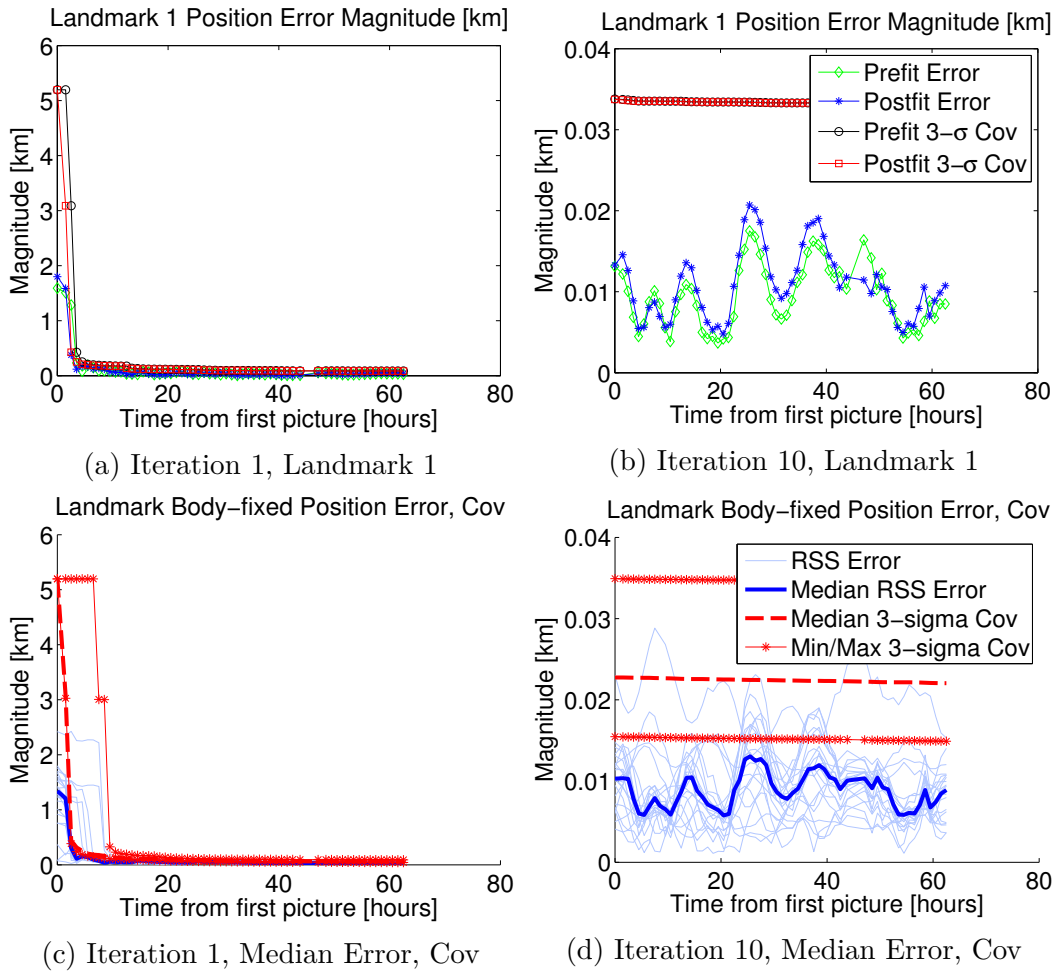 Landmark 1 Position Error Magnitude [km]
6
5
4
3
2
1
0
Magnitude [km]
0 20 40 60 80
Time from first picture [hours]
(a) Iteration 1, Landmark 1
Landmark 1 Position Error Magnitude [km]
0.04
0.03
0.02
0.01
0
Magnitude [km]
Prefit Error
Postfit Error
Prefit 3−σ Cov
Postfit 3−σ Cov
0 20 40 60 80
Time from first picture [hours]
(b) Iteration 10, Landmark 1
Landmark Body−fixed Position Error, Cov
6
5
4
3
2
1
0
Magnitude [km]
0 20 40 60 80
Time from first picture [hours]
(c) Iteration 1, Median Error, Cov
Landmark Body−fixed Position Error, Cov
0.04
0.03
0.02
0.01
0
Magnitude [km]
RSS Error
Median RSS Error
Median 3−sigma Cov
Min/Max 3−sigma Cov
0 20 40 60 80
Time from first picture [hours]
(d) Iteration 10, Median Error, Cov